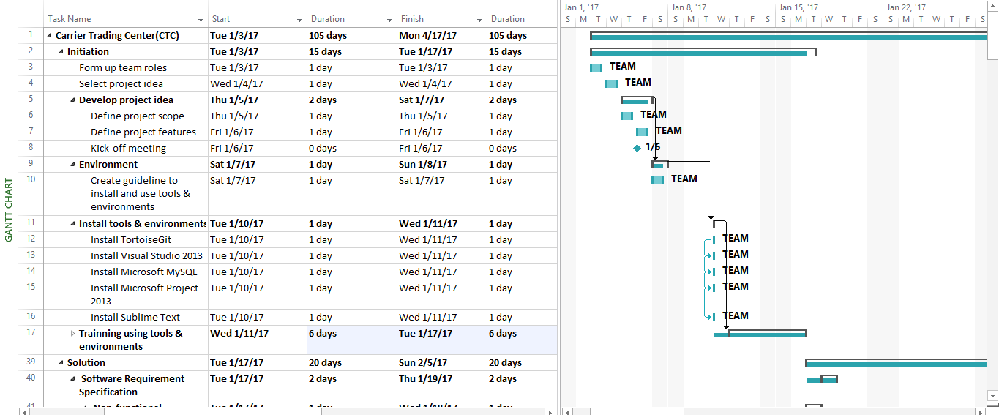 Jan 1, '17 Jan 8, '17 Jan 15, '17 Jan 22, '17
Task Name Start Duration Finish Duration S M T W T F S S M T W T F S S M T W T F S S M T W T F S
1 Carrier Trading Center(CTC) Tue 1/3/17 105 days Mon 4/17/17 105 days
2 Initiation Tue 1/3/17 15 days Tue 1/17/17 15 days
3 Form up team roles Tue 1/3/17 1 day Tue 1/3/17 1 day TEAM
4 Select project idea Wed 1/4/17 1 day Wed 1/4/17 1 day TEAM
5 Develop project idea Thu 1/5/17 2 days Sat 1/7/17 2 days
6 Define project scope Thu 1/5/17 1 day Thu 1/5/17 1 day TEAM
7 Define project features Fri 1/6/17 1 day Fri 1/6/17 1 day TEAM
8 Kick-off meeting Fri 1/6/17 0 days Fri 1/6/17 0 days 1/6
9 Environment Sat 1/7/17 1 day Sun 1/8/17 1 day
10 Create guideline to Sat 1/7/17 1 day Sat 1/7/17 1 day TEAM
install and use tools &
environments
GANTT CHART
11 Install tools & environments Tue 1/10/17 1 day Wed 1/11/17 1 day
12 Install TortoiseGit Tue 1/10/17 1 day Wed 1/11/17 1 day TEAM
13 Install Visual Studio 2013 Tue 1/10/17 1 day Wed 1/11/17 1 day TEAM
14 Install Microsoft MySQL Tue 1/10/17 1 day Wed 1/11/17 1 day TEAM
15 Install Microsoft Project Tue 1/10/17 1 day Wed 1/11/17 1 day TEAM
2013
16 Install Sublime Text Tue 1/10/17 1 day Wed 1/11/17 1 day TEAM
17 Trainning using tools & Wed 1/11/17 6 days Tue 1/17/17 6 days
environments
39 Solution Tue 1/17/17 20 days Sun 2/5/17 20 days
40 Software Requirement Tue 1/17/17 2 days Thu 1/19/17 2 days
Specification
41 Non-functional Tue 1/17/17 1 day Wed 1/18/17 1 day